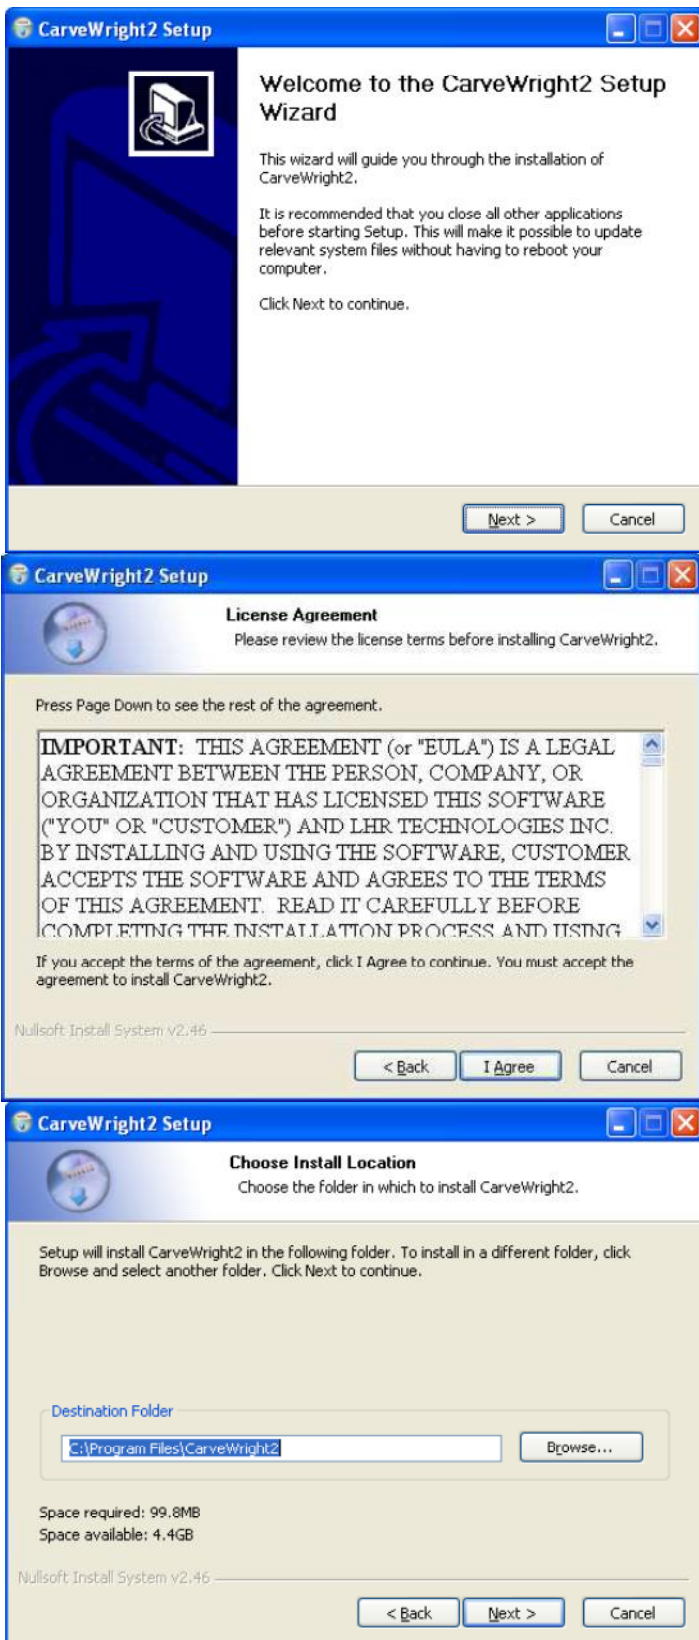 CarveWright2 Setup
Welcome to the CarveWright2 Setup
Wizard
This wizard will guide you through the installation of
CarveWright2.
It is recommended that you close all other applications
before starting Setup. This will make it possible to update
relevant system files without having to reboot your
computer.
Click Next to continue.
Next >
Cancel
CarveWright2 Setup
License Agreement
Please review the license terms before installing CarveWright2.
Press Page Down to see the rest of the agreement.
IMPORTANT: THIS AGREEMENT (or "EULA") IS A LEGAL
AGREEMENT BETWEEN THE PERSON, COMPANY, OR
ORGANIZATION THAT HAS LICENSED THIS SOFTWARE
("YOU" OR "CUSTOMER") AND LHR TECHNOLOGIES INC.
BY INSTALLING AND USING THE SOFTWARE, CUSTOMER
ACCEPTS THE SOFTWARE AND AGREES TO THE TERMS
OF THIS AGREEMENT. READ IT CAREFULLY BEFORE
COMPLETING THE INSTALLATION PROCESS AND USING
If you accept the terms of the agreement, click I Agree to continue. You must accept the
agreement to install CarveWright2.
Nullsoft Install System v2.46
< Back
I Agree
Cancel
CarveWright2 Setup
Choose Install Location
Choose the folder in which to install CarveWright2.
Setup will install CarveWright2 in the following folder. To install in a different folder, click
Browse and select another folder. Click Next to continue.
Destination Folder
C:\Program Files\CarveWright2
Browse...
Space required: 99.8MB
Space available: 4.4GB
Nullsoft Install System v2.46
< Back
Next >
Cancel